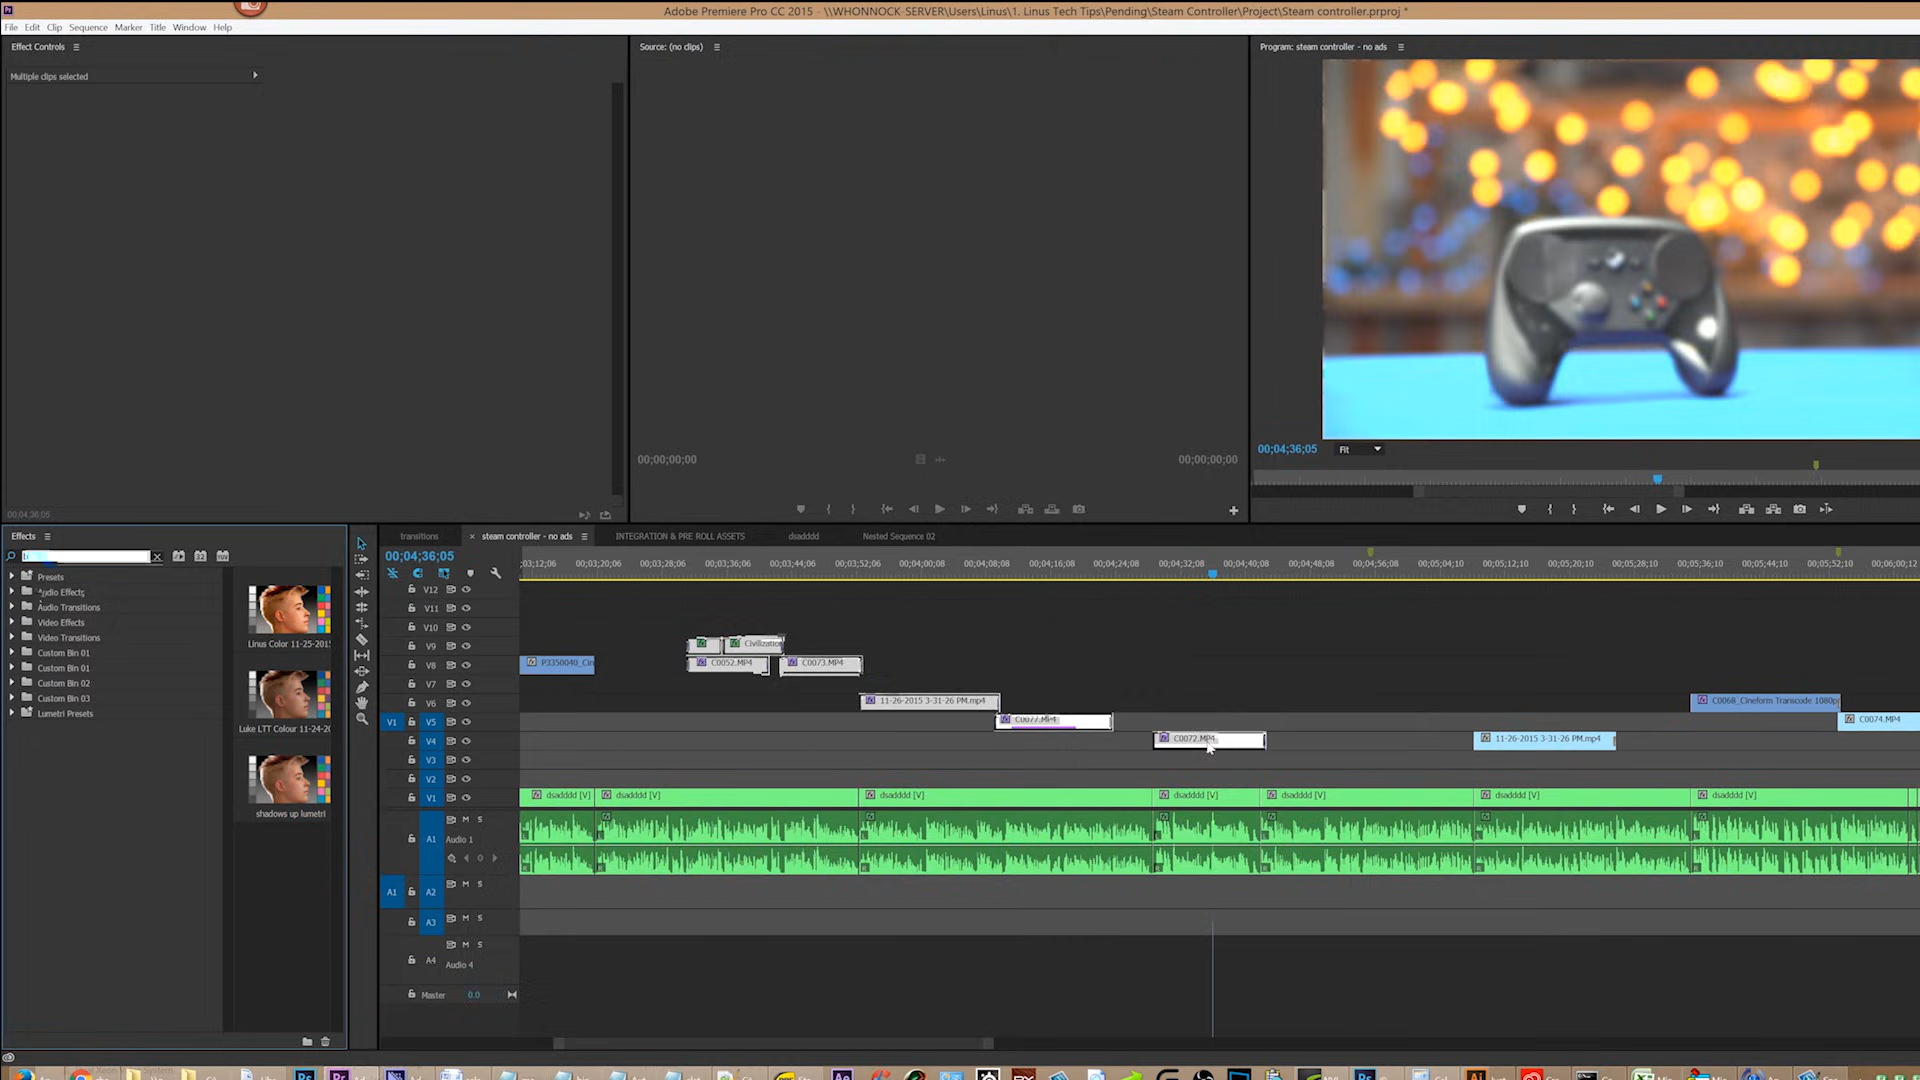 Adobe Premiere Pro CC 2015 - \\WHONNOCK-SERVER\Users\Linus\1. Linus Tech Tips\Pending\Steam Controller\Project\Steam controller.prproj *
File Edit Clip Sequence Marker Title Window Help
Effect Controls
Source: (no clips)
Program: steam controller - no ads
Multiple clips selected
00;04;36;05
Fit
00;00;00;00
00;00;00;00
00;04;36;05
Effects
transitions
× steam controller - no ads
INTEGRATION & PRE ROLL ASSETS
dsadddd
Nested Sequence 02
00;04;36;05
;03;12;06 00;03;20;06 00;03;28;06 00;03;36;06 00;03;44;06 00;03;52;06 00;04;00;08 00;04;08;08 00;04;16;08 00;04;24;08 00;04;32;08 00;04;40;08 00;04;48;08 00;04;56;08 00;05;04;10 00;05;12;10 00;05;20;10 00;05;28;10 00;05;36;10 00;05;44;10 00;05;52;10 00;06;00;12
Presets
Audio Effects
Audio Transitions
Video Effects
Video Transitions
Custom Bin 01
Custom Bin 01
Custom Bin 02
Custom Bin 03
Lumetri Presets
Linus Color 11-25-2015
Luke LTT Colour 11-24-20
shadows up lumetri
V12
V11
V10
V9 Civilization
V8 P3350040_Cin C0052.MP4 C0073.MP4
V7
V6 11-26-2015 3-31-26 PM.mp4 C0068_Cineform Transcode 1080p
V1 V5 C0077.MP4 C0074.MP4
V4 C0072.MP4 11-26-2015 3-31-26 PM.mp4
V3
V2
V1 dsadddd [V] dsadddd [V] dsadddd [V] dsadddd [V] dsadddd [V] dsadddd [V] dsadddd [V]
M S
A1 Audio 1
A1 A2 M S
A3 M S
M S
A4 Audio 4
Master 0.0